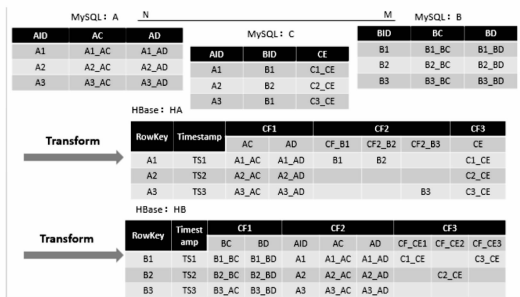 MySQL: A N M MySQL: B
MySQL: C
AID AC AD
A1 A1_AC A1_AD
A2 A2_AC A2_AD
A3 A3_AC A3_AD
AID BID CE
A1 B1 C1_CE
A2 B2 C2_CE
A3 B1 C3_CE
BID BC BD
B1 B1_BC B1_BD
B2 B2_BC B2_BD
B3 B3_BC B3_BD
HBase: HA
Transform
RowKey Timestamp CF1 CF2 CF3
AC AD CF_B1 CF2_B2 CF2_B3 CE
A1 TS1 A1_AC A1_AD B1 B2 C1_CE
A2 TS2 A2_AC A2_AD C2_CE
A3 TS3 A3_AC A3_AD B3 C3_CE
HBase: HB
Transform
RowKey Timest amp CF1 CF2 CF3
BC BD AID AC AD CF_CE1 CF_CE2 CF_CE3
B1 TS1 B1_BC B1_BD A1 A1_AC A1_AD C1_CE C3_CE
B2 TS2 B2_BC B2_BD A2 A2_AC A2_AD C2_CE
B3 TS3 B3_AC B3_BD A3 A3_AC A3_AD